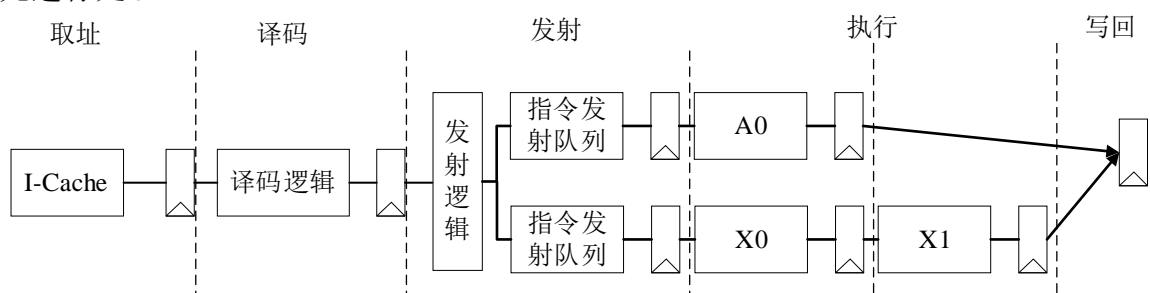 取址
译码
发射
执行
写回
I-Cache
译码逻辑
发
射
逻
辑
指令发
射队列
指令发
射队列
A0
X0
X1